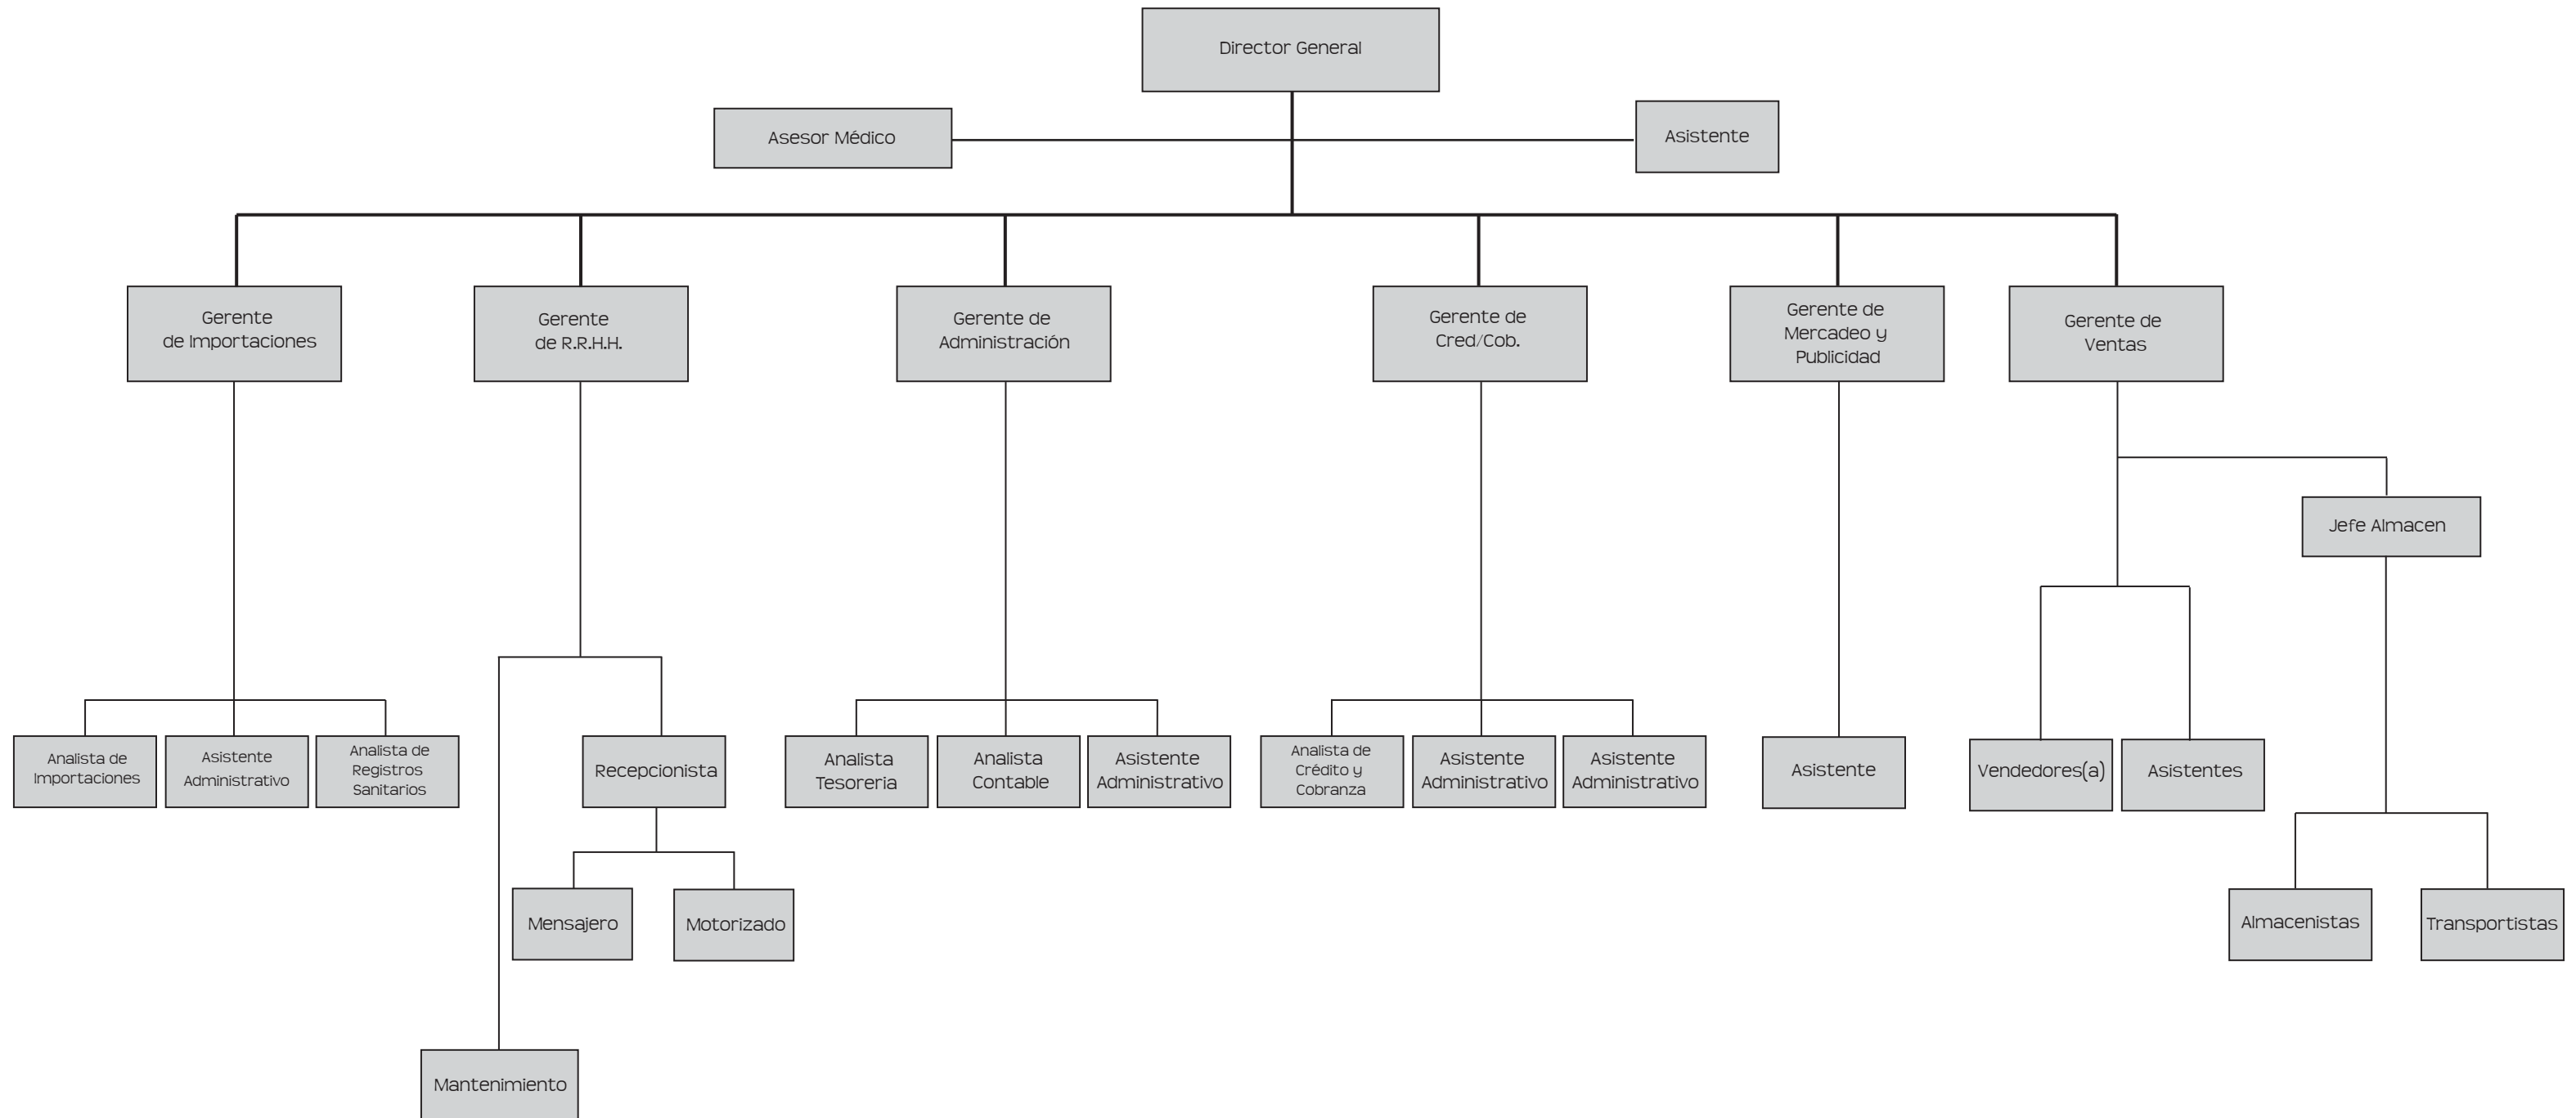 Director General
Asesor Médico
Asistente
Gerente
de Importaciones
Gerente
de R.R.H.H.
Gerente de
Administración
Gerente de
Cred/Cob.
Gerente de
Mercadeo y
Publicidad
Gerente de
Ventas
Jefe Almacen
Analista de
Importaciones
Asistente
Administrativo
Analista de
Registros
Sanitarios
Recepcionista
Analista
Tesoreria
Analista
Contable
Asistente
Administrativo
Analista de
Crédito y
Cobranza
Asistente
Administrativo
Asistente
Administrativo
Asistente
Vendedores(a)
Asistentes
Mensajero
Motorizado
Almacenistas
Transportistas
Mantenimiento